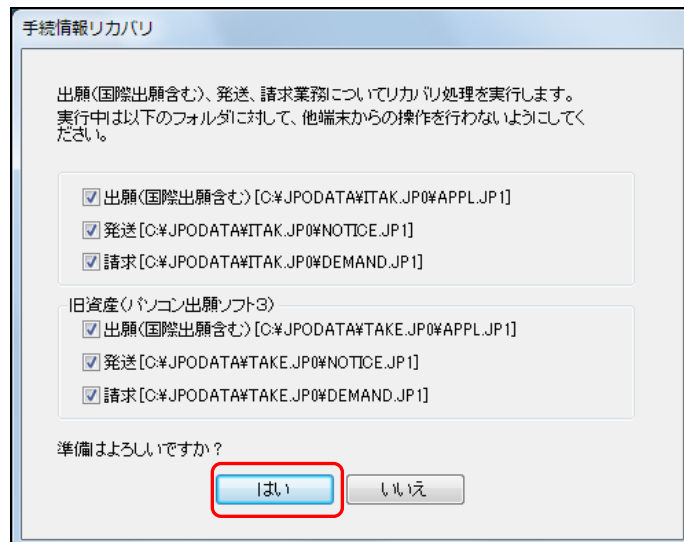 手続情報リカバリ
出願(国際出願含む)、発送、請求業務についてリカバリ処理を実行します。
実行中は以下のフォルダに対して、他端末からの操作を行わないようにしてく
ださい。
出願(国際出願含む)[C:¥JPODATA¥ITAK.JP0¥APPL.JP1]
発送[C:¥JPODATA¥ITAK.JP0¥NOTICE.JP1]
請求[C:¥JPODATA¥ITAK.JP0¥DEMAND.JP1]
旧資産(パソコン出願ソフト3)
出願(国際出願含む)[C:¥JPODATA¥TAKE.JP0¥APPL.JP1]
発送[C:¥JPODATA¥TAKE.JP0¥NOTICE.JP1]
請求[C:¥JPODATA¥TAKE.JP0¥DEMAND.JP1]
準備はよろしいですか?
はい いいえ